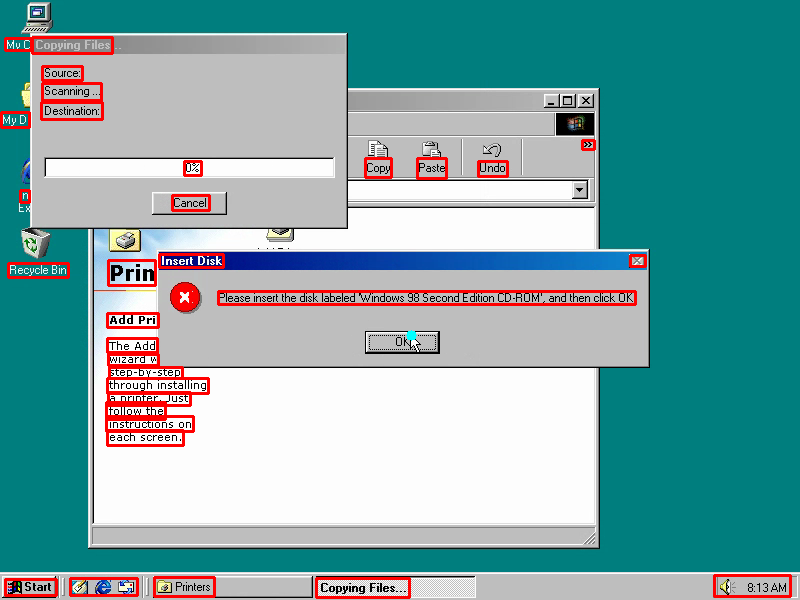 My C
Copying Files...
Source:
Scanning ...
Destination:
My D
0%
Copy
Paste
Undo
Cancel
Recycle Bin
Insert Disk
Please insert the disk labeled 'Windows 98 Second Edition CD-ROM', and then click OK.
OK
Prin
Add Pri
The Add
wizard w
step-by-step
through installing
a printer. Just
follow the
instructions on
each screen.
Start
Printers
Copying Files...
8:13 AM